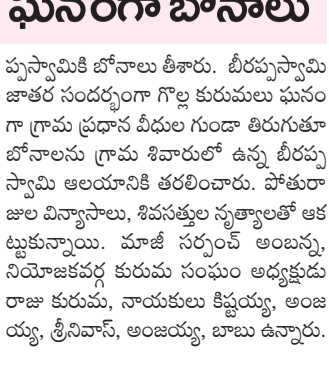 ఘనంగా బోనాలు
ప్పస్వామికి బోనాలు తీశారు. బీరప్పస్వామి
జాతర సందర్భంగా గొల్ల కురుమలు ఘనం
గా గ్రామ ప్రధాన వీధుల గుండా తిరుగుతూ
బోనాలను గ్రామ శివారులో ఉన్న బీరప్ప
స్వామి ఆలయానికి తరలించారు. పోతురా
జుల విన్యాసాలు, శివసత్తుల నృత్యాలతో ఆక
ట్టుకున్నాయి. మాజీ సర్పంచ్ అంబన్న,
నియోజకవర్గ కురుమ సంఘం అధ్యక్షుడు
రాజు కురుమ, నాయకులు కిష్టయ్య, అంజ
య్య, శ్రీనివాస్, అంజయ్య, బాబు ఉన్నారు.